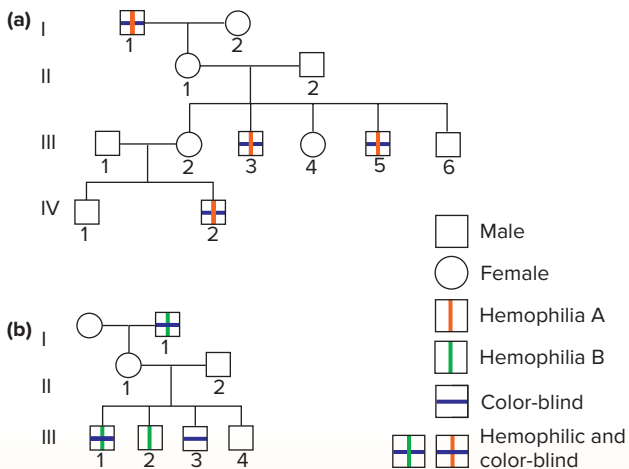 (a)
I
1
2
II
1
2
III
1
2
3
4
5
6
IV
1
2
Male
Female
Hemophilia A
Hemophilia B
Color-blind
Hemophilic and
color-blind
(b)
I
1
II
1
2
III
1
2
3
4